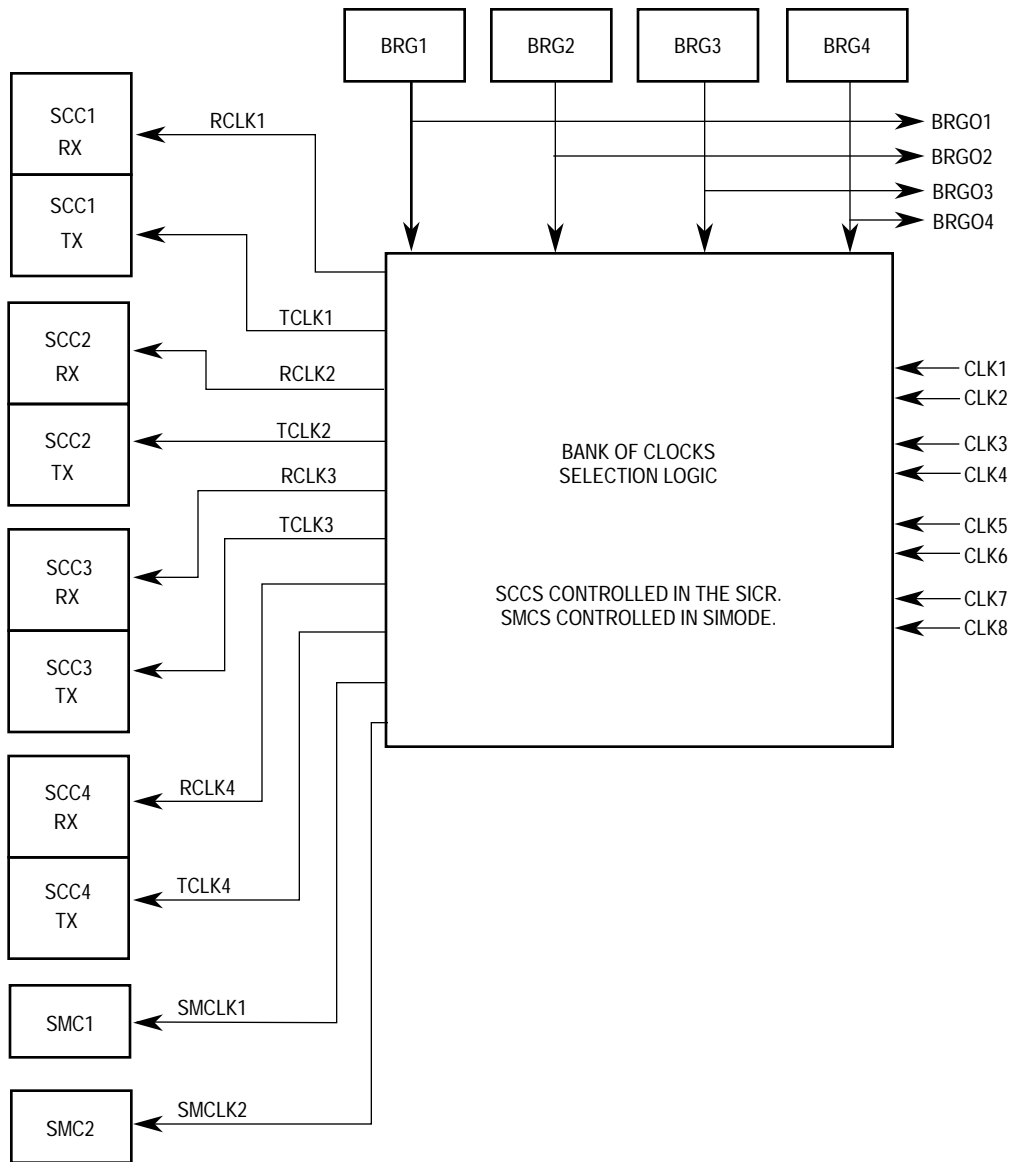 BRG1
BRG2
BRG3
BRG4
SCC1
RX
RCLK1
BRGO1
BRGO2
BRGO3
BRGO4
SCC1
TX
TCLK1
SCC2
RX
RCLK2
CLK1
CLK2
SCC2
TX
TCLK2
CLK3
CLK4
BANK OF CLOCKS
SELECTION LOGIC
RCLK3
TCLK3
CLK5
CLK6
SCC3
RX
SCCS CONTROLLED IN THE SICR.
SMCS CONTROLLED IN SIMODE.
CLK7
CLK8
SCC3
TX
SCC4
RX
RCLK4
SCC4
TX
TCLK4
SMC1
SMCLK1
SMC2
SMCLK2